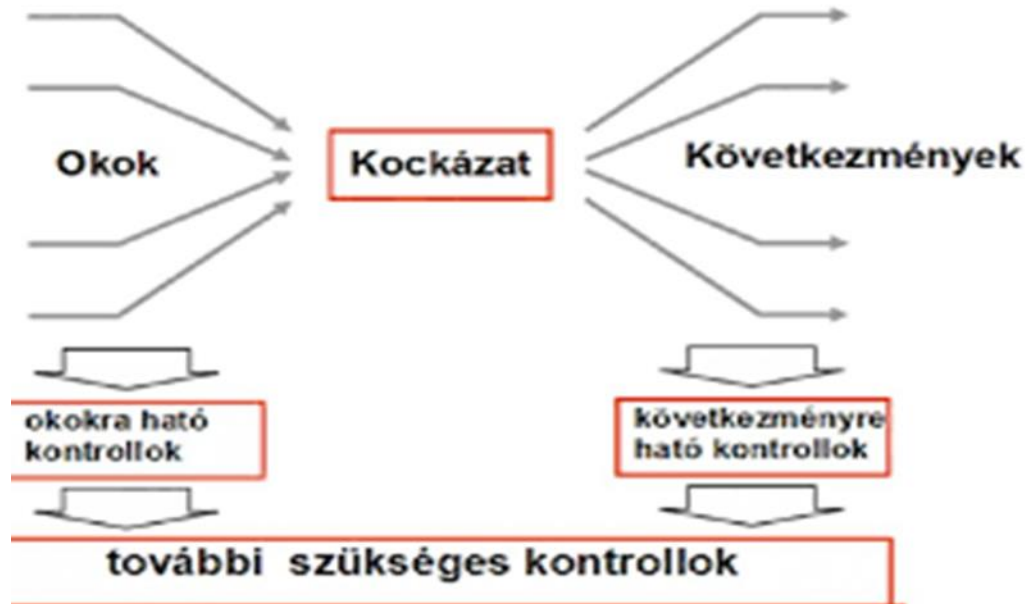 Okok
Kockázat
Következmények
okokra ható
kontrollok
következményre
ható kontrollok
további szükséges kontrollok